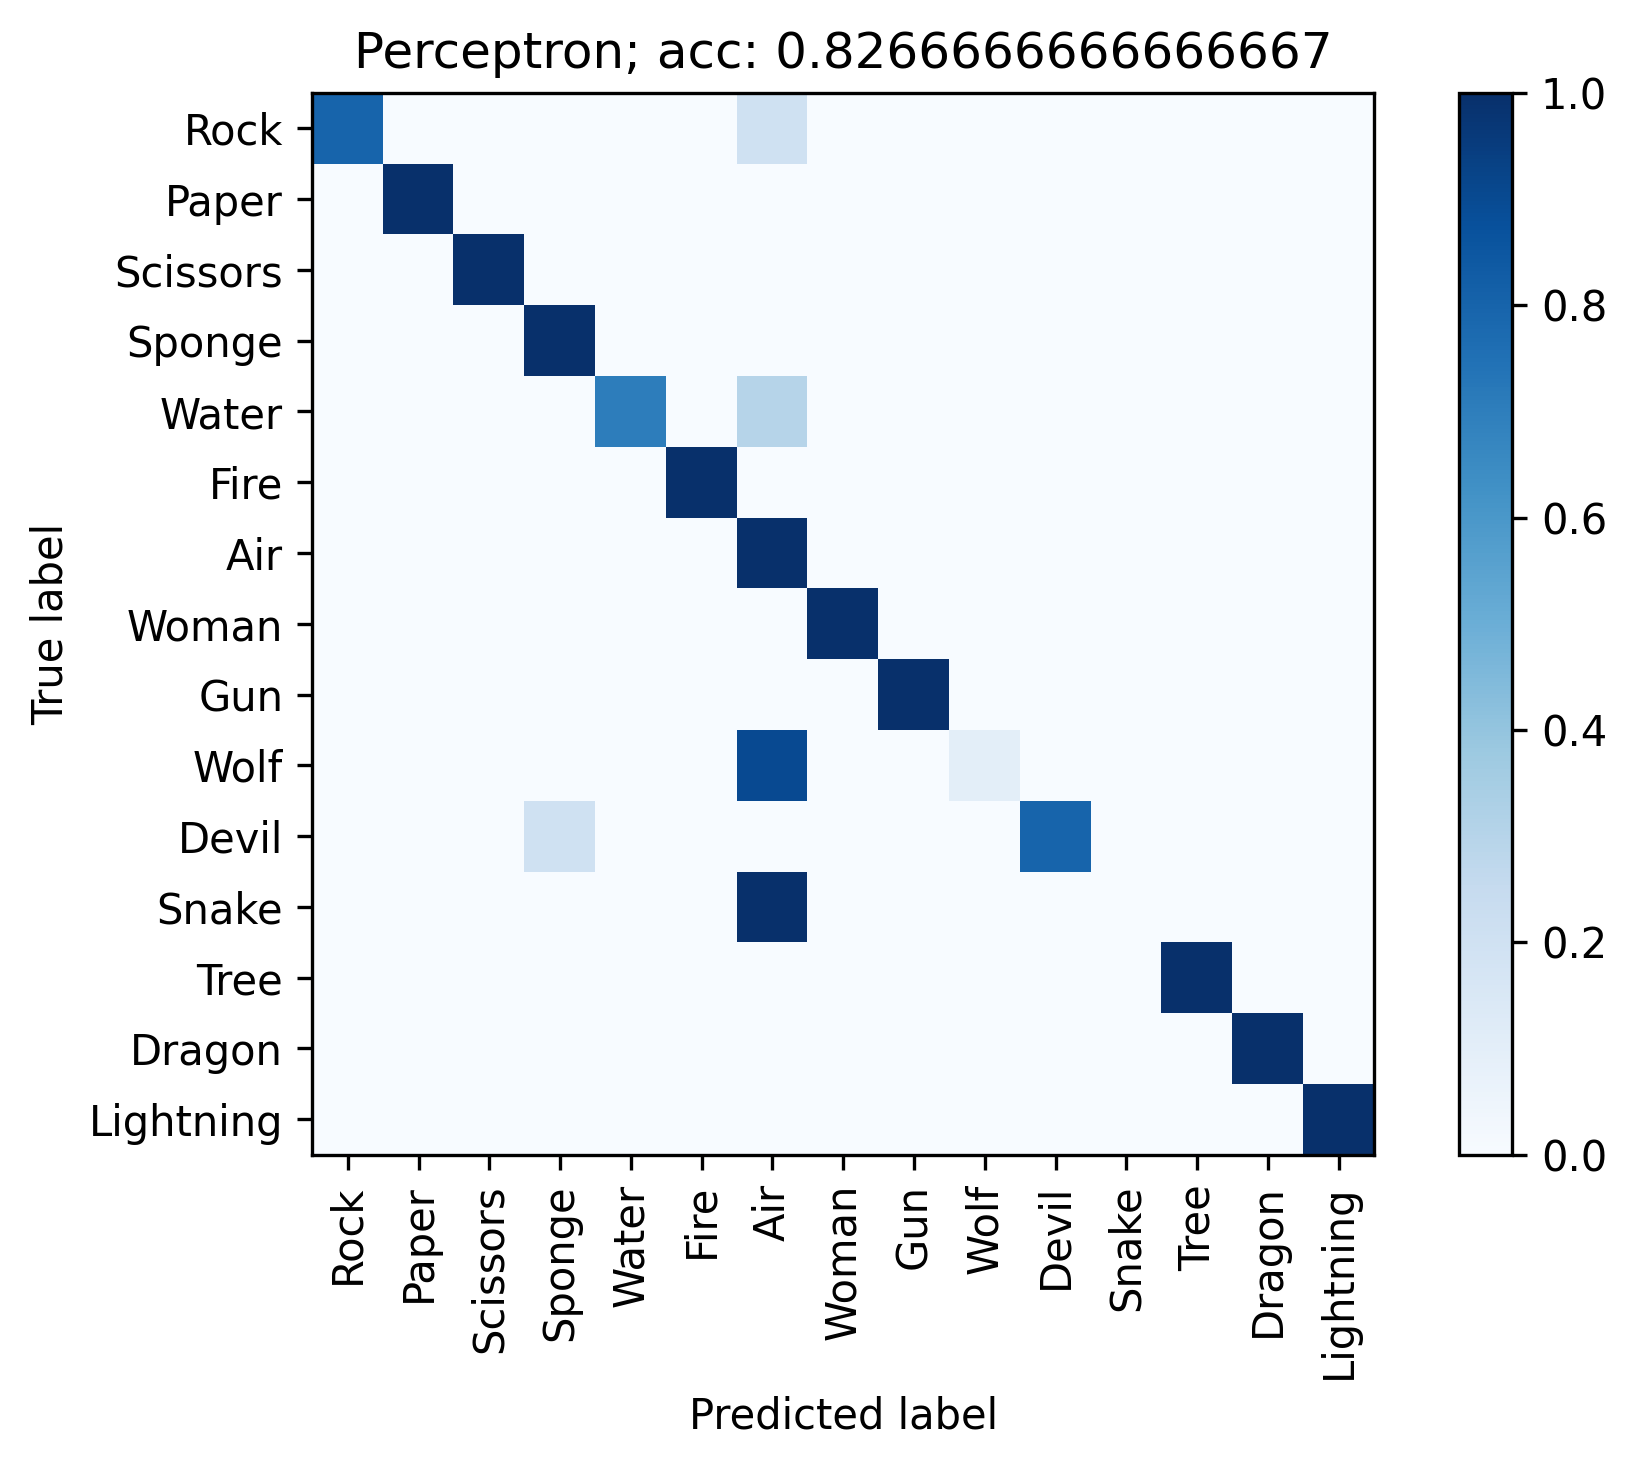 Perceptron; acc: 0.8266666666666667
Rock
Paper
Scissors
Sponge
Water
Fire
Air
Woman
Gun
Wolf
Devil
Snake
Tree
Dragon
Lightning
True label
Rock
Paper
Scissors
Sponge
Water
Fire
Air
Woman
Gun
Wolf
Devil
Snake
Tree
Dragon
Lightning
Predicted label
1.0
0.8
0.6
0.4
0.2
0.0